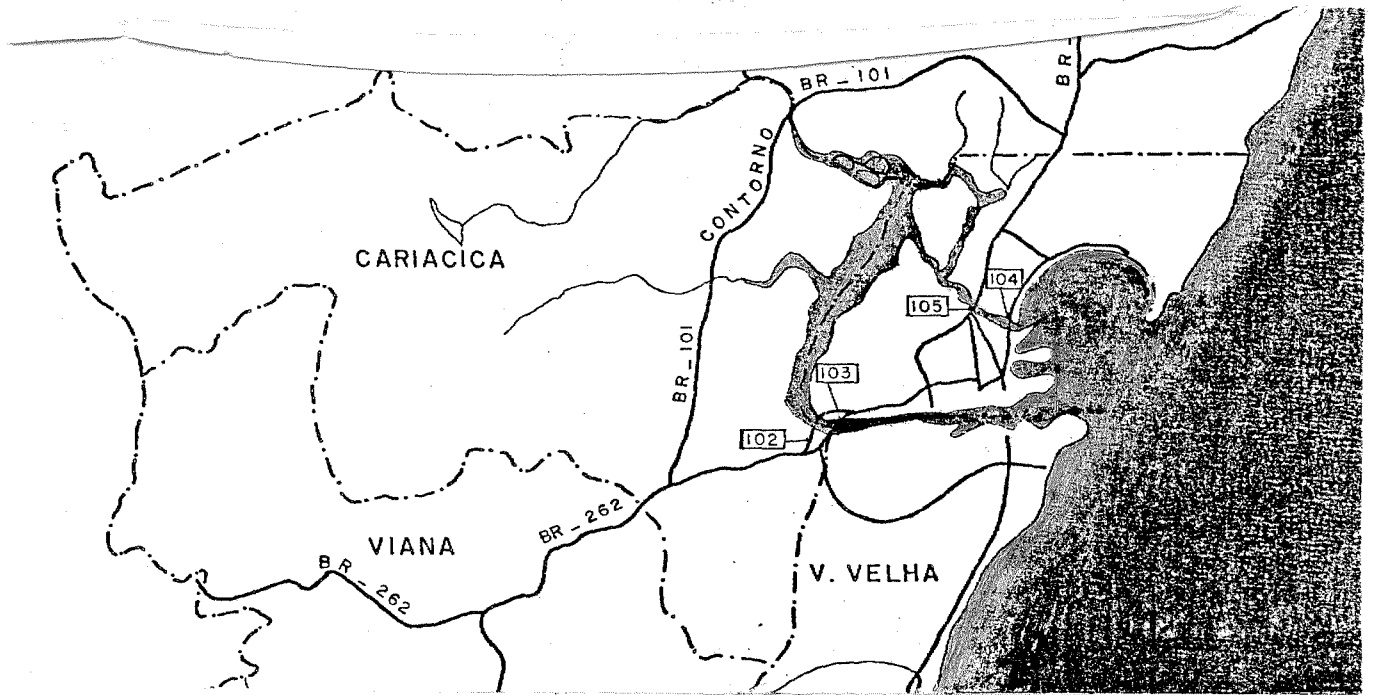 BR-
BR-101
CONTORNO
CARIACICA
104
105
BR-101
103
102
BR-262
VIANA
V. VELHA
BR-262